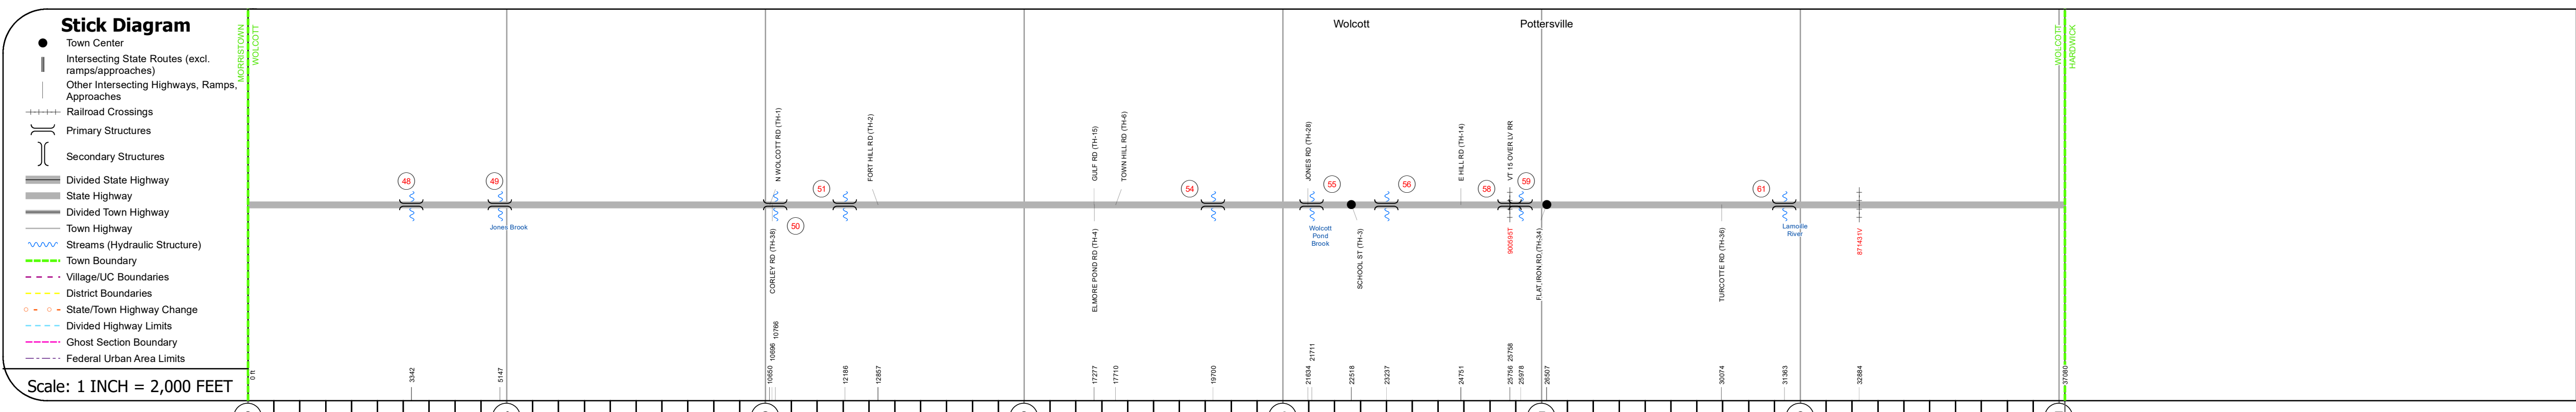 Stick Diagram
Town Center
Intersecting State Routes (excl.
ramps/approaches)
Other Intersecting Highways, Ramps,
Approaches
Railroad Crossings
Primary Structures
Secondary Structures
Divided State Highway
State Highway
Divided Town Highway
Town Highway
Streams (Hydraulic Structure)
Town Boundary
Village/UC Boundaries
District Boundaries
State/Town Highway Change
Divided Highway Limits
Ghost Section Boundary
Federal Urban Area Limits
Scale: 1 INCH = 2,000 FEET
MORRISTOWN
WOLCOTT
Wolcott
Pottersville
WOLCOTT
HARDWICK
N WOLCOTT RD (TH-1)
FORT HILL RD (TH-2)
GULF RD (TH-15)
TOWN HILL RD (TH-6)
JONES RD (TH-28)
E HILL RD (TH-14)
VT 15 OVER LV RR
48
49
50
51
54
55
56
58
59
61
Jones Brook
Wolcott
Pond
Brook
Lamoille
River
CORLEY RD (TH-38)
ELMORE POND RD (TH-4)
SCHOOL ST (TH-3)
900595T
FLAT IRON RD (TH-34)
TURCOTTE RD (TH-36)
871431V
0 ft
3342
5147
10650
10696
10766
12186
12857
17277
17710
19700
21634
21711
22518
23237
24751
25756
25758
25978
26507
30074
31363
32884
37080